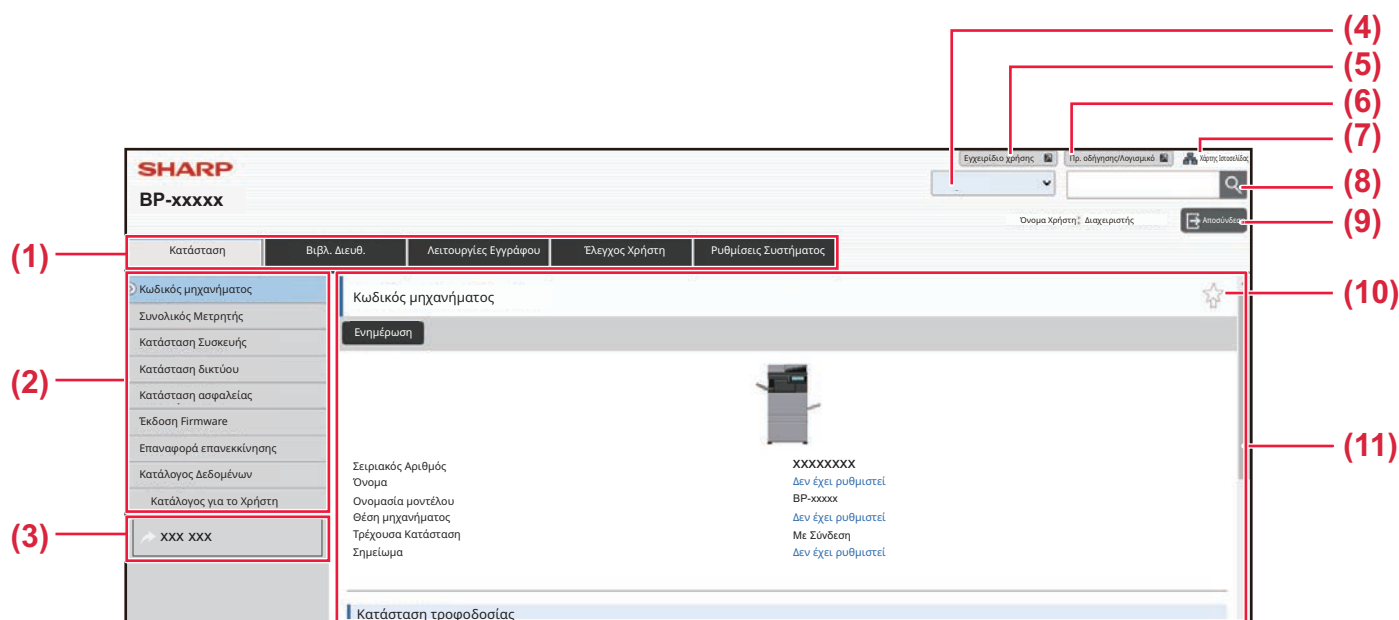 (4)
(5)
(6)
(7)
Εγχειρίδιο χρήσης Πρ. οδήγησης/Λογισμικό Χάρτης Ιστοσελίδας
SHARP
(8)
BP-xxxxx
Όνομα Χρήστη: Διαχειριστής Αποσύνδεση
(9)
(1)
Κατάσταση Βιβλ. Διευθ. Λειτουργίες Εγγράφου Έλεγχος Χρήστη Ρυθμίσεις Συστήματος
Κωδικός μηχανήματος
Συνολικός Μετρητής
Κατάσταση Συσκευής
Κατάσταση δικτύου
(2)
Κατάσταση ασφαλείας
Έκδοση Firmware
Επαναφορά επανεκκίνησης
Κατάλογος Δεδομένων
Κατάλογος για το Χρήστη
(3)
XXX XXX
Κωδικός μηχανήματος
(10)
Ενημέρωση
(11)
Σειριακός Αριθμός XXXXXXXX
Όνομα Δεν έχει ρυθμιστεί
Ονομασία μοντέλου BP-xxxxx
Θέση μηχανήματος Δεν έχει ρυθμιστεί
Τρέχουσα Κατάσταση Με Σύνδεση
Σημείωμα Δεν έχει ρυθμιστεί
Κατάσταση τροφοδοσίας